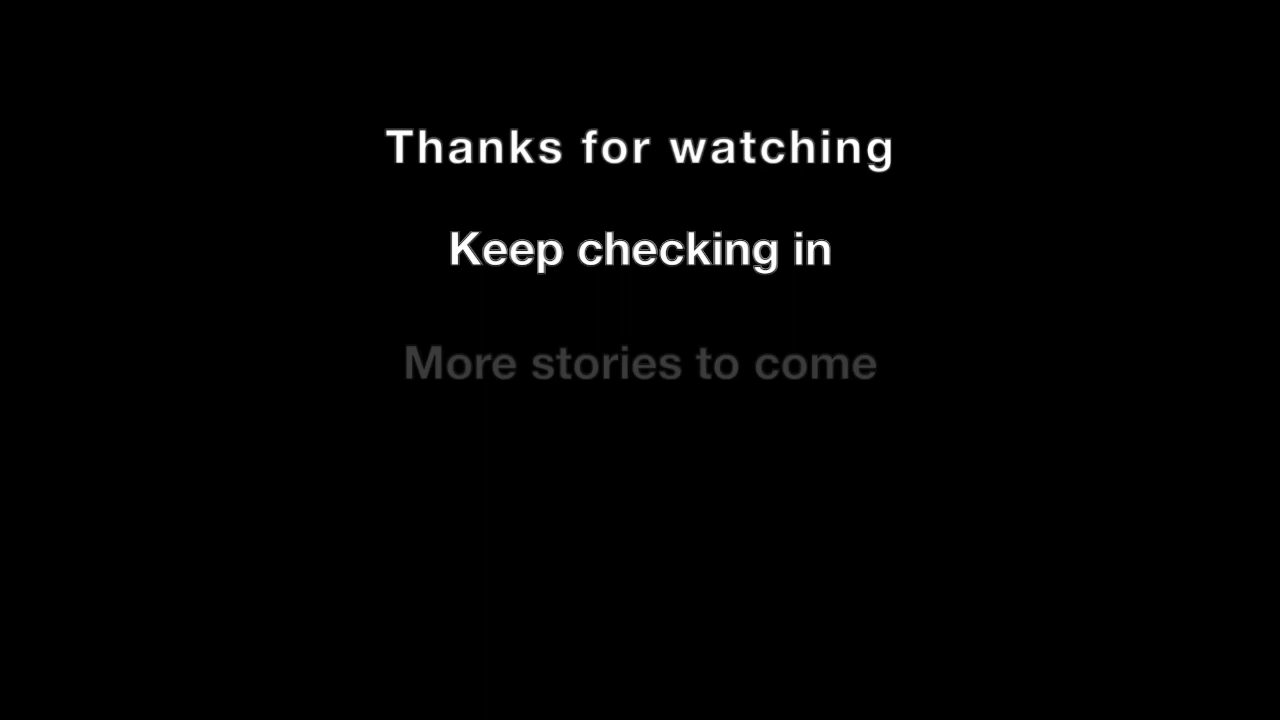 Thanks for watching
Keep checking in
More stories to come